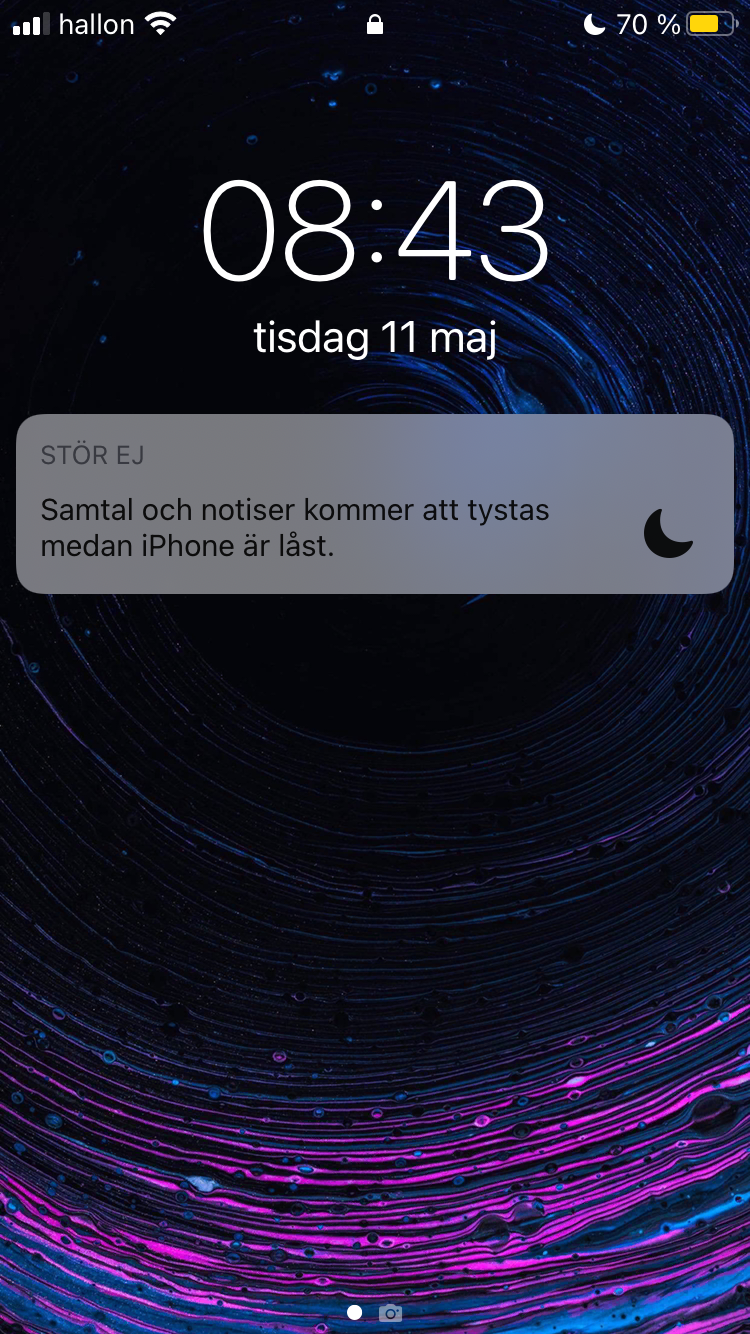 hallon 70 %
08:43
tisdag 11 maj
STÖR EJ
Samtal och notiser kommer att tystas
medan iPhone är låst.